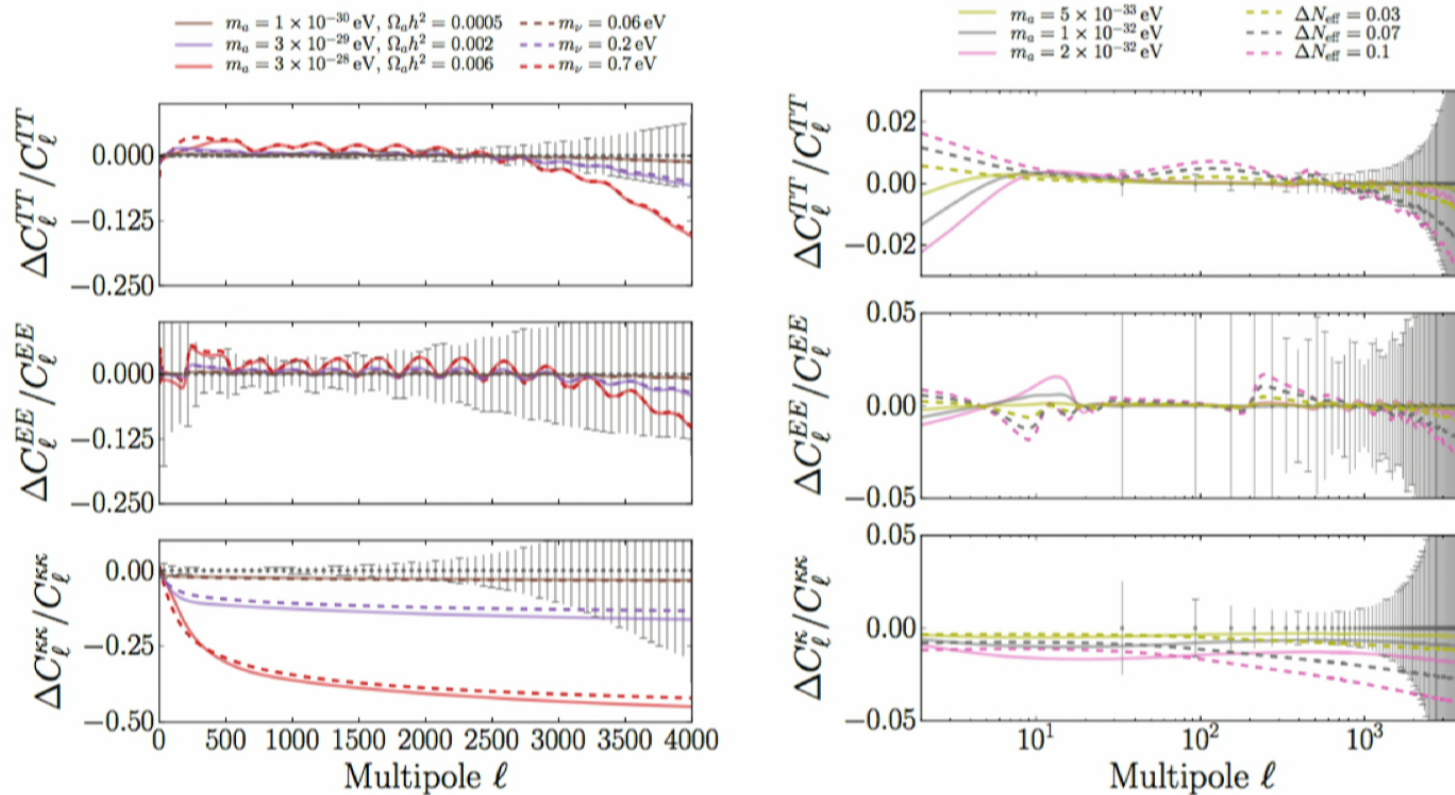 m_a = 1 × 10^{-30} eV, Ω_a h^2 = 0.0005 m_ν = 0.06 eV
m_a = 3 × 10^{-29} eV, Ω_a h^2 = 0.002 m_ν = 0.2 eV
m_a = 3 × 10^{-28} eV, Ω_a h^2 = 0.006 m_ν = 0.7 eV
ΔC_ℓ^{TT}/C_ℓ^{TT}
0.000
−0.125
−0.250
ΔC_ℓ^{EE}/C_ℓ^{EE}
0.000
−0.125
−0.250
ΔC_ℓ^{κκ}/C_ℓ^{κκ}
0.00
−0.25
−0.50
0 500 1000 1500 2000 2500 3000 3500 4000
Multipole ℓ
m_a = 5 × 10^{-33} eV ΔN_eff = 0.03
m_a = 1 × 10^{-32} eV ΔN_eff = 0.07
m_a = 2 × 10^{-32} eV ΔN_eff = 0.1
ΔC_ℓ^{TT}/C_ℓ^{TT}
0.02
0.00
−0.02
ΔC_ℓ^{EE}/C_ℓ^{EE}
0.05
0.00
−0.05
ΔC_ℓ^{κ}/C_ℓ^{κκ}
0.05
0.00
−0.05
10^1 10^2 10^3
Multipole ℓ